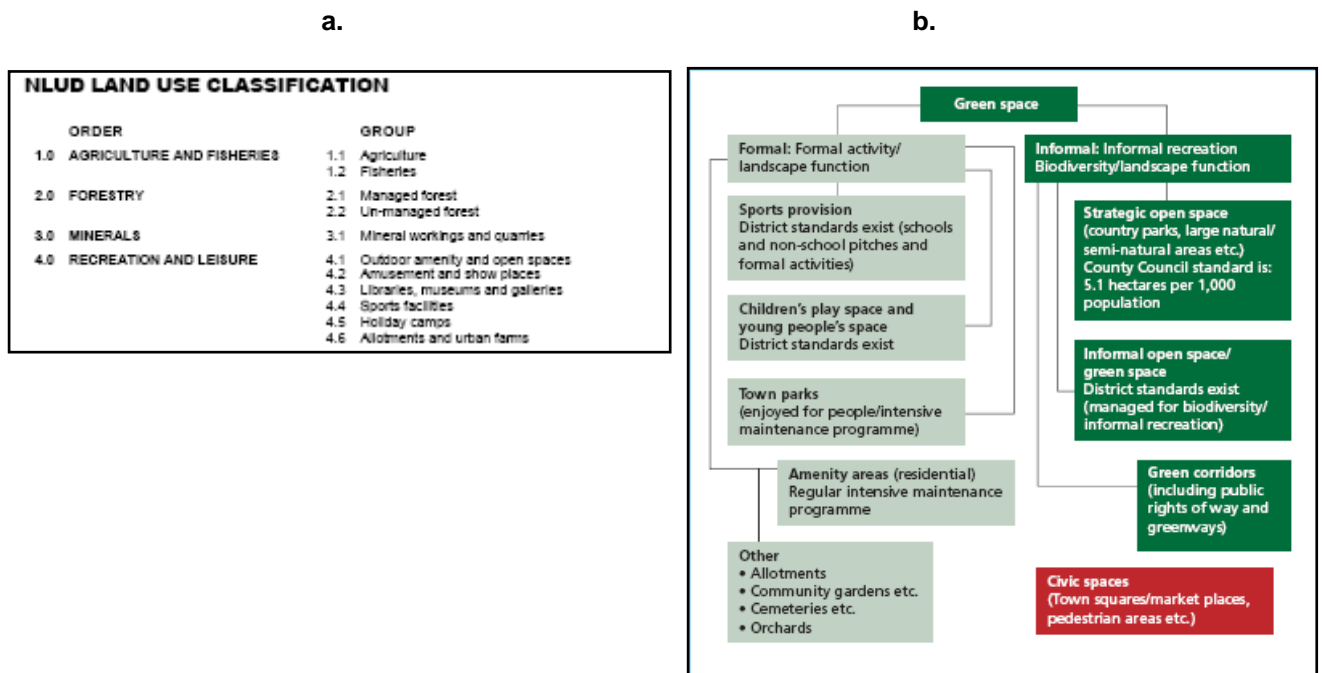 a.
b.
NLUD LAND USE CLASSIFICATION
ORDER GROUP
1.0 AGRICULTURE AND FISHERIES 1.1 Agriculture
1.2 Fisheries
2.0 FORESTRY 2.1 Managed forest
2.2 Un-managed forest
3.0 MINERALS 3.1 Mineral workings and quarries
4.0 RECREATION AND LEISURE 4.1 Outdoor amenity and open spaces
4.2 Amusement and show places
4.3 Libraries, museums and galleries
4.4 Sports facilities
4.5 Holiday camps
4.6 Allotments and urban farms
Green space
Formal: Formal activity/
landscape function
Sports provision
District standards exist (schools
and non-school pitches and
formal activities)
Children's play space and
young people's space
District standards exist
Town parks
(enjoyed for people/intensive
maintenance programme)
Amenity areas (residential)
Regular intensive maintenance
programme
Other
• Allotments
• Community gardens etc.
• Cemeteries etc.
• Orchards
Informal: Informal recreation
Biodiversity/landscape function
Strategic open space
(country parks, large natural/
semi-natural areas etc.)
County Council standard is:
5.1 hectares per 1,000
population
Informal open space/
green space
District standards exist
(managed for biodiversity/
informal recreation)
Green corridors
(including public
rights of way and
greenways)
Civic spaces
(Town squares/market places,
pedestrian areas etc.)